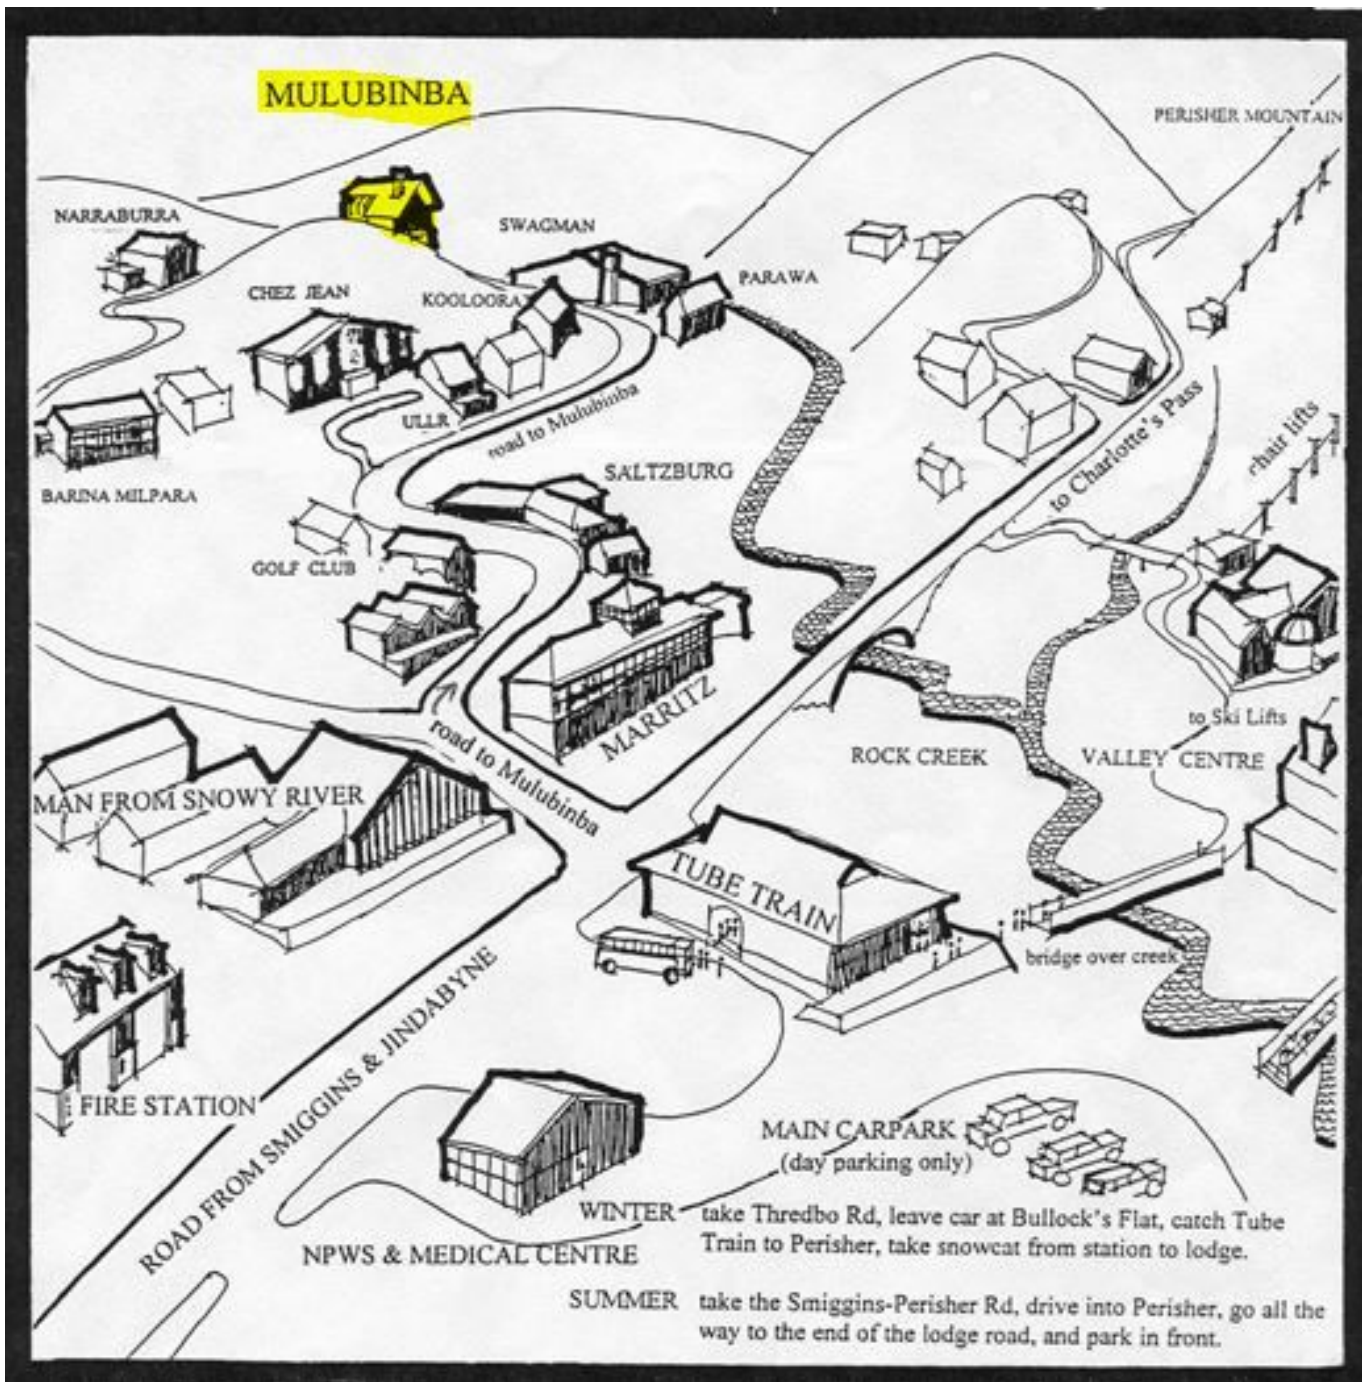 MULUBINBA
PERISHER MOUNTAIN
NARRABURRA
SWAGMAN
CHEZ JEAN
KOOLOORA
PARAWA
ULLR
road to Mulubinba
to Charlotte's Pass
chair lifts
BARINA MILPARA
SALTZBURG
GOLF CLUB
MARRITZ
to Ski Lifts
road to Mulubinba
ROCK CREEK
VALLEY CENTRE
MAN FROM SNOWY RIVER
TUBE TRAIN
bridge over creek
FIRE STATION
ROAD FROM SMIGGINS & JINDABYNE
MAIN CARPARK
(day parking only)
NPWS & MEDICAL CENTRE
WINTER take Thredbo Rd, leave car at Bullock's Flat, catch Tube
Train to Perisher, take snowcat from station to lodge.
SUMMER take the Smiggins-Perisher Rd, drive into Perisher, go all the
way to the end of the lodge road, and park in front.